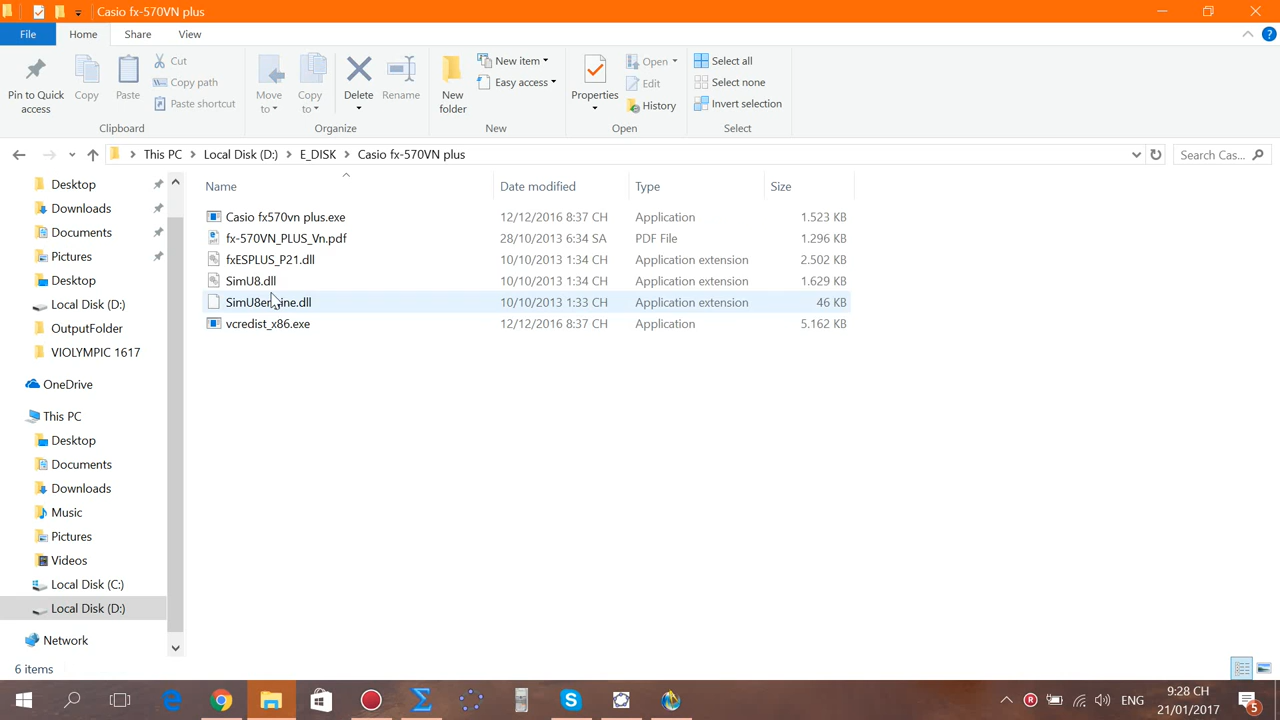 Casio fx-570VN plus
File Home Share View
Pin to Quick access
Copy
Paste
Cut
Copy path
Paste shortcut
Clipboard
Move to
Copy to
Delete
Rename
Organize
New folder
New item
Easy access
New
Properties
Open
Edit
History
Open
Select all
Select none
Invert selection
Select
This PC > Local Disk (D:) > E_DISK > Casio fx-570VN plus
Search Cas...
Name Date modified Type Size
Casio fx570vn plus.exe 12/12/2016 8:37 CH Application 1.523 KB
fx-570VN_PLUS_Vn.pdf 28/10/2013 6:34 SA PDF File 1.296 KB
fxESPLUS_P21.dll 10/10/2013 1:34 CH Application extension 2.502 KB
SimU8.dll 10/10/2013 1:34 CH Application extension 1.629 KB
SimU8engine.dll 10/10/2013 1:33 CH Application extension 46 KB
vcredist_x86.exe 12/12/2016 8:37 CH Application 5.162 KB
Desktop
Downloads
Documents
Pictures
Desktop
Local Disk (D:)
OutputFolder
VIOLYMPIC 1617
OneDrive
This PC
Desktop
Documents
Downloads
Music
Pictures
Videos
Local Disk (C:)
Local Disk (D:)
Network
6 items
ENG
9:28 CH
21/01/2017
5